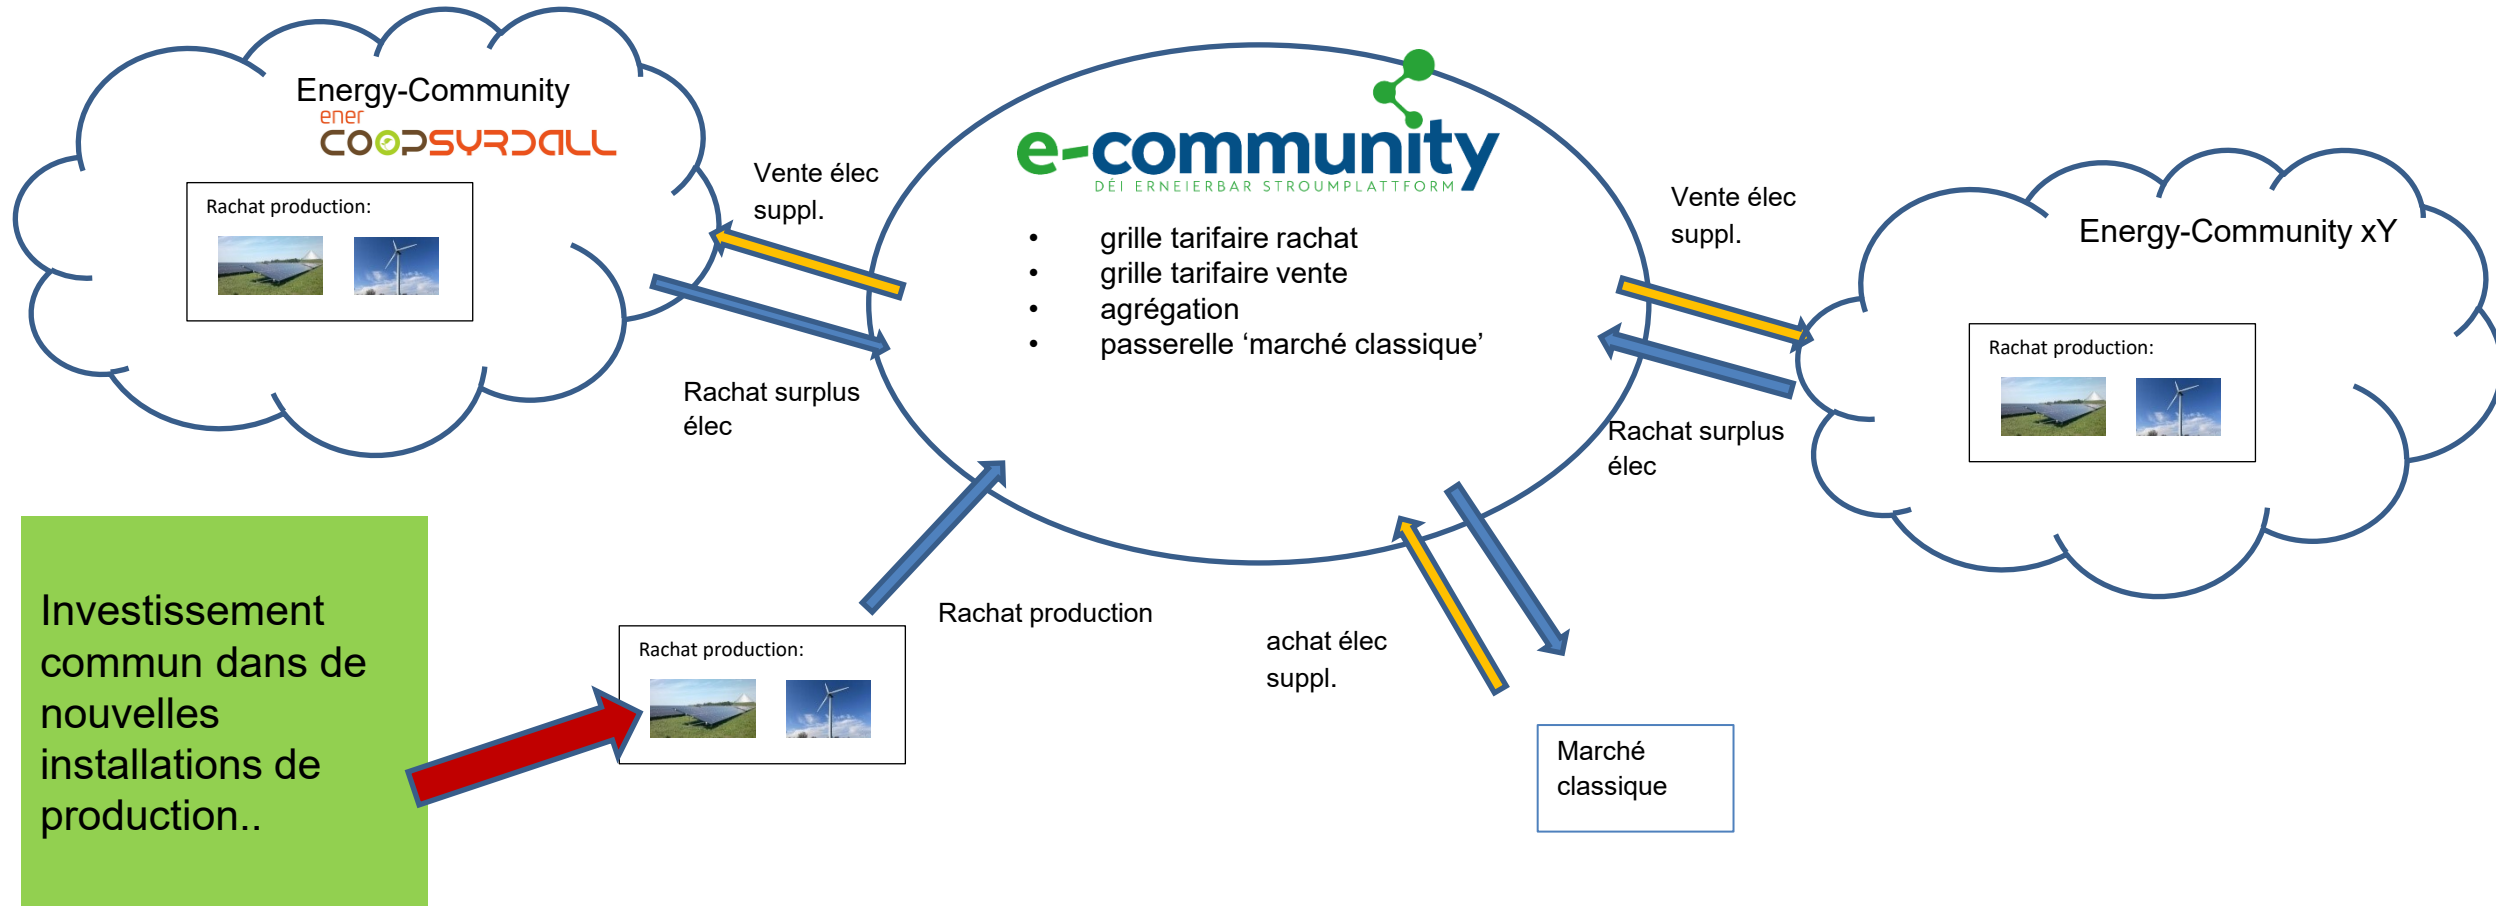 Energy-Community
ener
COOPSYRDALL
Rachat production:
Vente élec
suppl.
Rachat surplus
élec
e-community
DÉI ERNEIERBAR STROUMPLATTFORM
• grille tarifaire rachat
• grille tarifaire vente
• agrégation
• passerelle ‘marché classique’
Vente élec
suppl.
Rachat surplus
élec
Energy-Community xY
Rachat production:
Investissement
commun dans de
nouvelles
installations de
production..
Rachat production:
Rachat production
achat élec
suppl.
Marché
classique